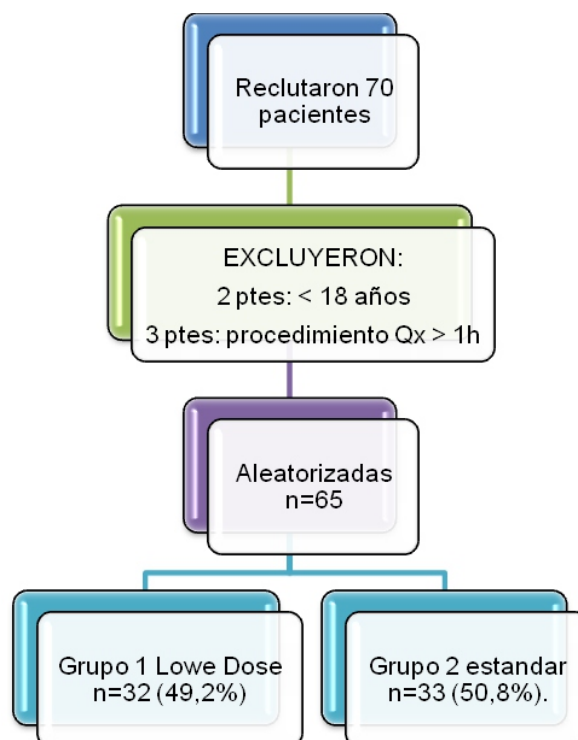 Reclutaron 70
pacientes
EXCLUYERON:
2 ptes: < 18 años
3 ptes: procedimiento Qx > 1h
Aleatorizadas
n=65
Grupo 1 Lowe Dose
n=32 (49,2%)
Grupo 2 estandar
n=33 (50,8%).